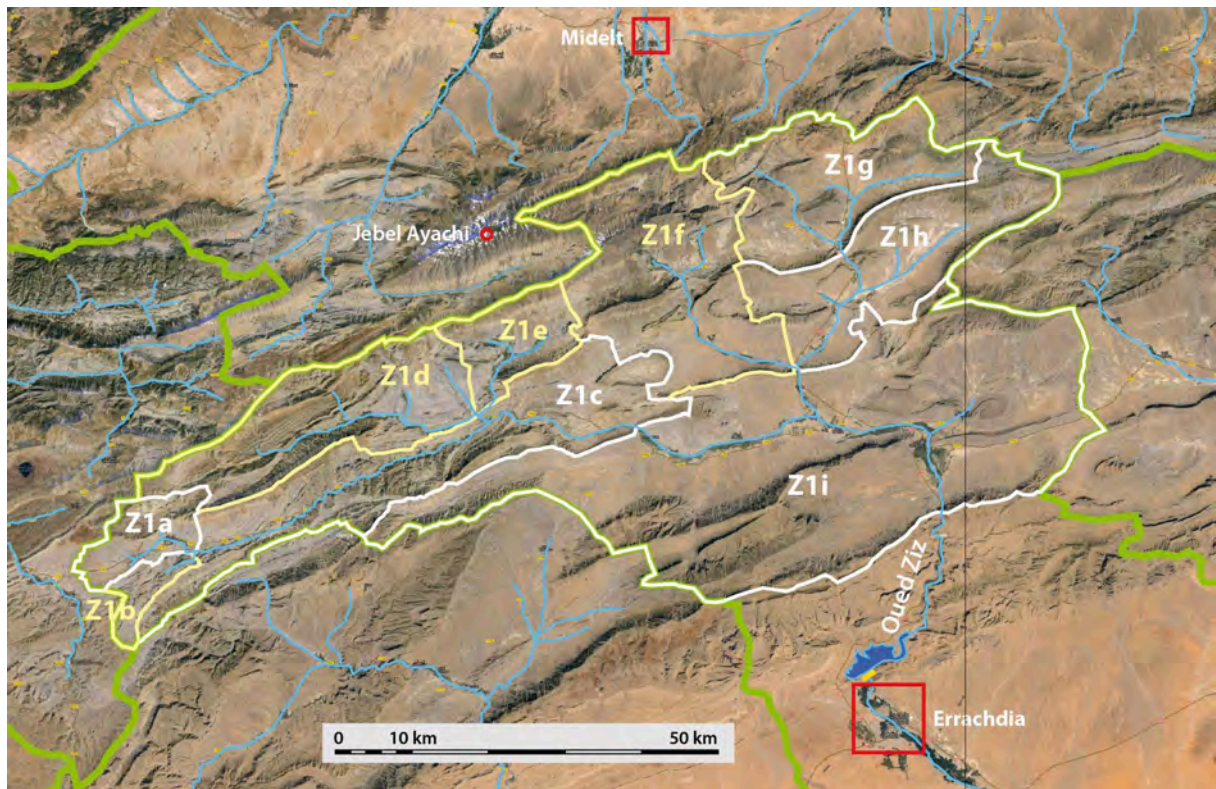 Midelt
Z1g
Z1h
Jebel Ayachi
Z1f
Z1e
Z1d
Z1c
Z1i
Z1a
Z1b
Oued Ziz
Errachdia
0 10 km 50 km